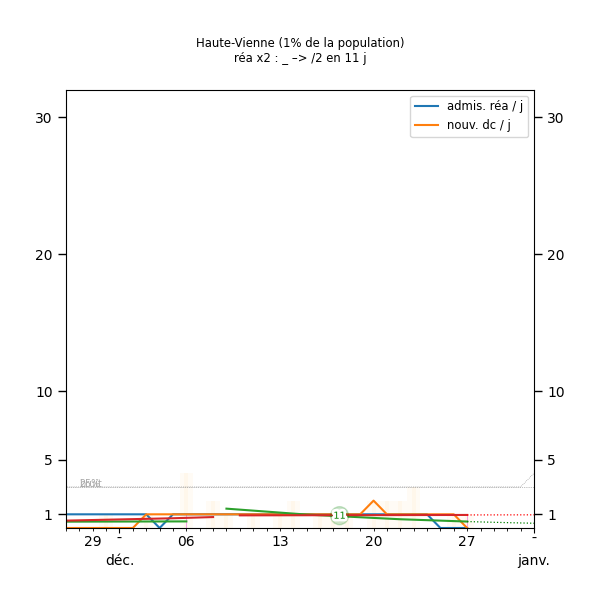 Haute-Vienne (1% de la population)
réa x2 : _ –> /2 en 11 j
admis. réa / j
nouv. dc / j
30 30
20 20
10 10
5 5
1 1
11
29 - 06 13 20 27 -
déc. janv.